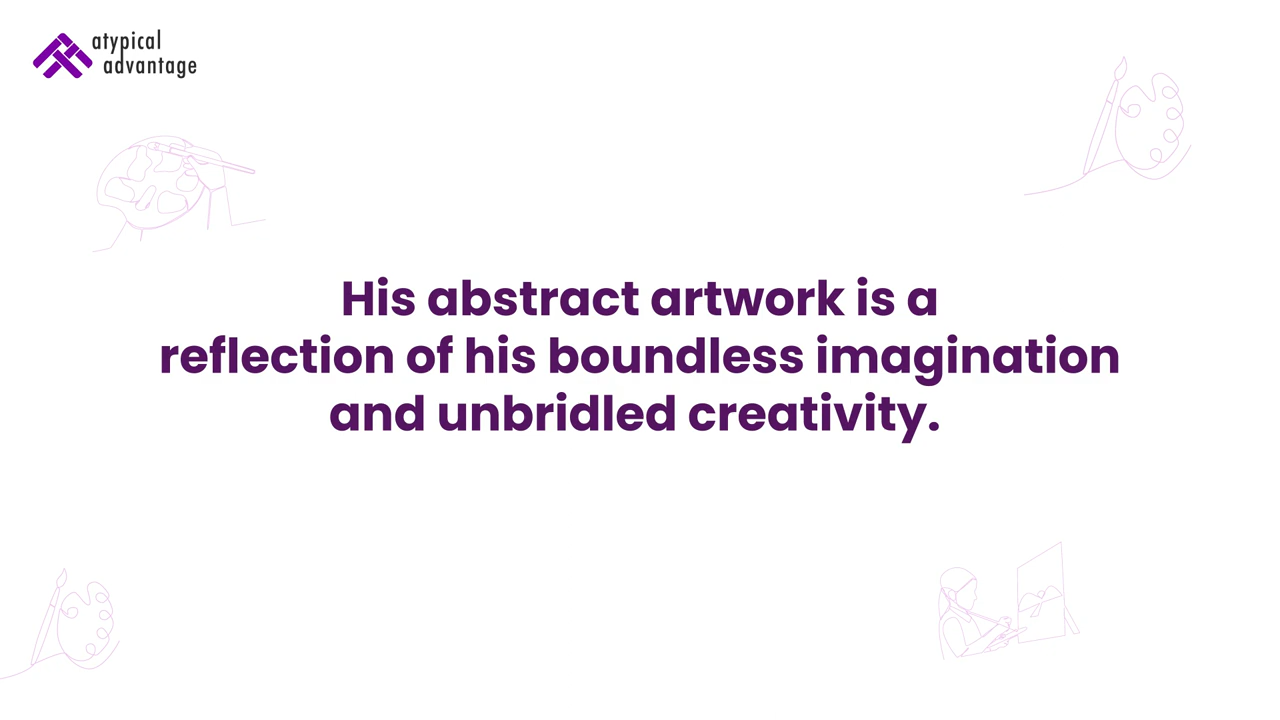 atypical
advantage
His abstract artwork is a
reflection of his boundless imagination
and unbridled creativity.